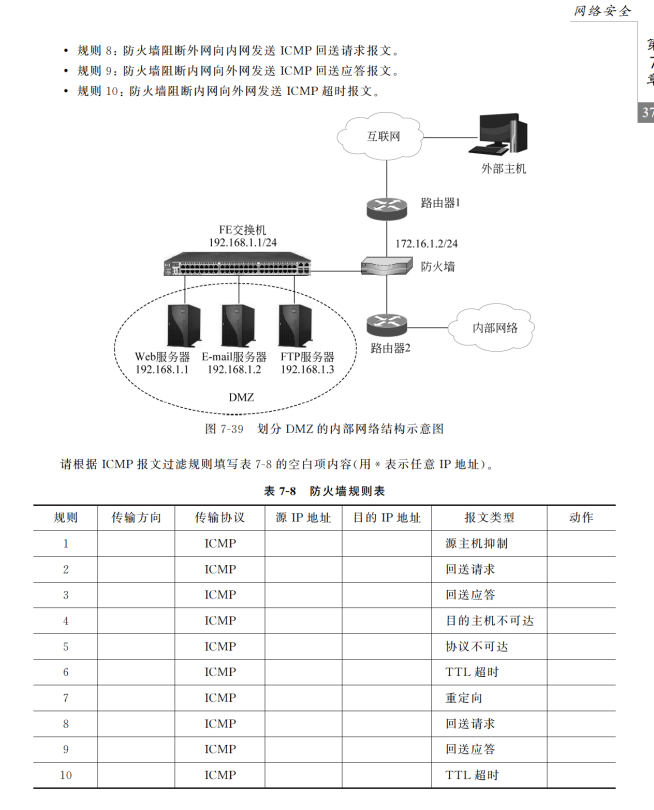 网络安全
第
7
章
37
• 规则 8：防火墙阻断外网向内网发送 ICMP 回送请求报文。
• 规则 9：防火墙阻断内网向外网发送 ICMP 回送应答报文。
• 规则 10：防火墙阻断内网向外网发送 ICMP 超时报文。
互联网
外部主机
路由器1
FE交换机
192.168.1.1/24
172.16.1.2/24
防火墙
内部网络
路由器2
Web服务器 E-mail服务器 FTP服务器
192.168.1.1 192.168.1.2 192.168.1.3
DMZ
图 7-39 划分 DMZ 的内部网络结构示意图
请根据 ICMP 报文过滤规则填写表 7-8 的空白项内容(用 * 表示任意 IP 地址)。
表 7-8 防火墙规则表
规则 传输方向 传输协议 源 IP 地址 目的 IP 地址 报文类型 动作
1 ICMP 源主机抑制
2 ICMP 回送请求
3 ICMP 回送应答
4 ICMP 目的主机不可达
5 ICMP 协议不可达
6 ICMP TTL 超时
7 ICMP 重定向
8 ICMP 回送请求
9 ICMP 回送应答
10 ICMP TTL 超时